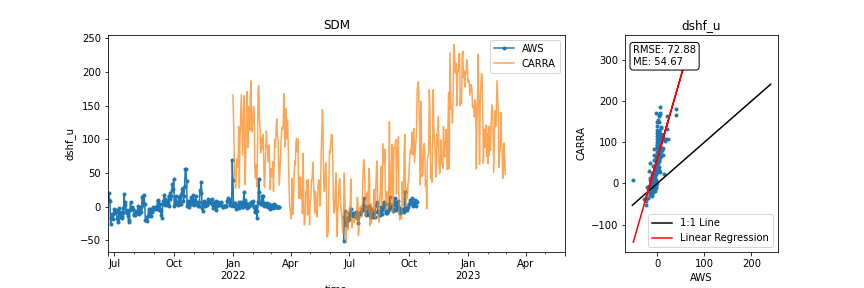 SDM
dshf_u
250
200
150
100
50
0
−50
dshf_u
AWS
CARRA
Jul
Oct
Jan
2022
Apr
Jul
Oct
Jan
2023
Apr
time
RMSE: 72.88
ME: 54.67
300
200
100
0
−100
CARRA
1:1 Line
Linear Regression
0
100
200
AWS